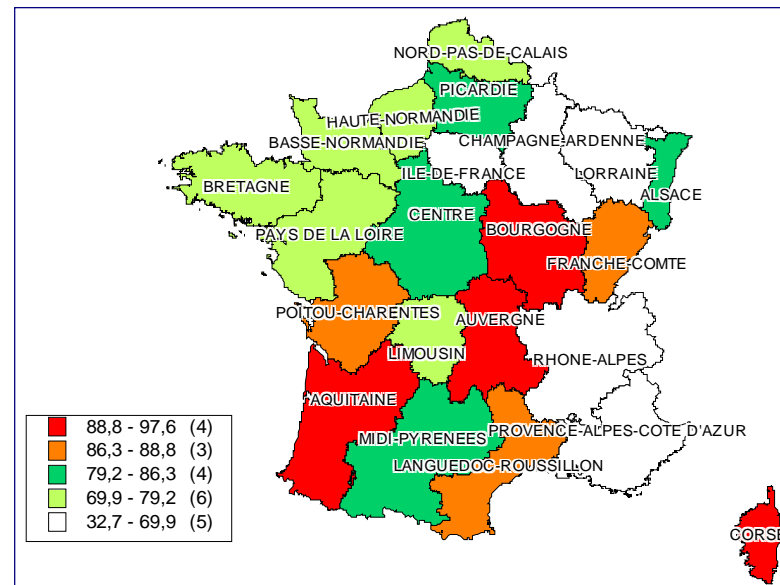 NORD-PAS-DE-CALAIS
PICARDIE
HAUTE-NORMANDIE
BASSE-NORMANDIE
CHAMPAGNE-ARDENNE
ILE-DE-FRANCE
LORRAINE
BRETAGNE
ALSACE
CENTRE
PAYS DE LA LOIRE
BOURGOGNE
FRANCHE-COMTE
POITOU-CHARENTES
AUVERGNE
LIMOUSIN
RHONE-ALPES
AQUITAINE
PROVENCE-ALPES-COTE D'AZUR
MIDI-PYRENEES
LANGUEDOC-ROUSSILLON
CORSE
88,8 - 97,6 (4)
86,3 - 88,8 (3)
79,2 - 86,3 (4)
69,9 - 79,2 (6)
32,7 - 69,9 (5)